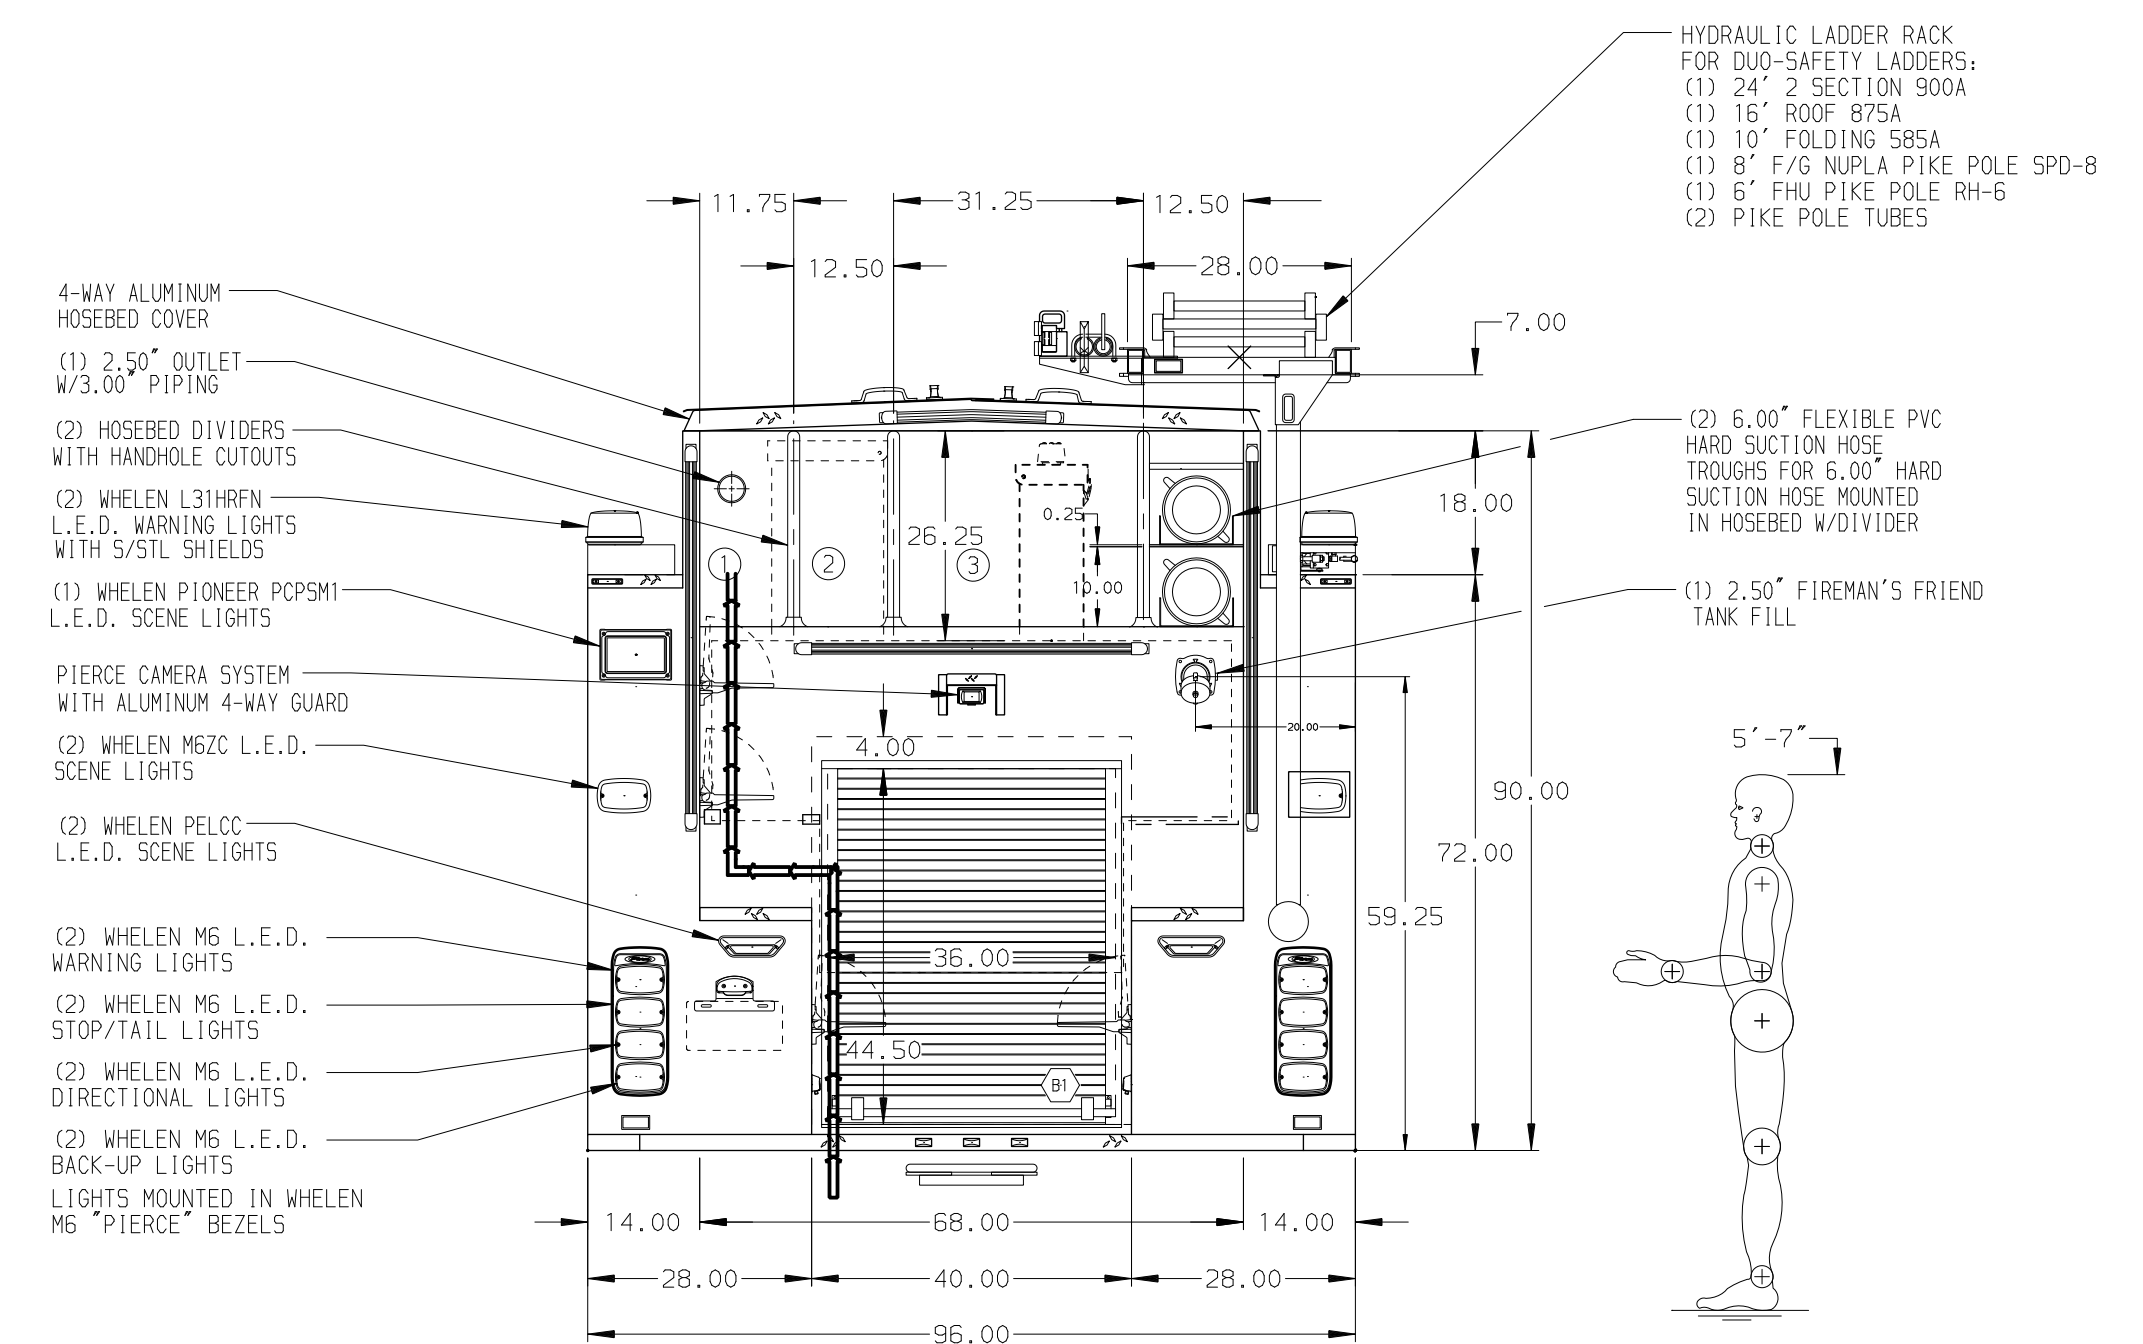 HYDRAULIC LADDER RACK
FOR DUO-SAFETY LADDERS:
(1) 24' 2 SECTION 900A
(1) 16' ROOF 875A
(1) 10' FOLDING 585A
(1) 8' F/G NUPLA PIKE POLE SPD-8
(1) 6' FHU PIKE POLE RH-6
(2) PIKE POLE TUBES
11.75
31.25
12.50
12.50
28.00
7.00
4-WAY ALUMINUM
HOSEBED COVER
(1) 2.50" OUTLET
W/3.00" PIPING
(2) HOSEBED DIVIDERS
WITH HANDHOLE CUTOUTS
(2) WHELEN L31HRFN
L.E.D. WARNING LIGHTS
WITH S/STL SHIELDS
(1) WHELEN PIONEER PCPSM1
L.E.D. SCENE LIGHTS
PIERCE CAMERA SYSTEM
WITH ALUMINUM 4-WAY GUARD
(2) WHELEN M6ZC L.E.D.
SCENE LIGHTS
(2) WHELEN PELCC
L.E.D. SCENE LIGHTS
(2) WHELEN M6 L.E.D.
WARNING LIGHTS
(2) WHELEN M6 L.E.D.
STOP/TAIL LIGHTS
(2) WHELEN M6 L.E.D.
DIRECTIONAL LIGHTS
(2) WHELEN M6 L.E.D.
BACK-UP LIGHTS
LIGHTS MOUNTED IN WHELEN
M6 "PIERCE" BEZELS
(2) 6.00" FLEXIBLE PVC
HARD SUCTION HOSE
TROUGHS FOR 6.00" HARD
SUCTION HOSE MOUNTED
IN HOSEBED W/DIVIDER
(1) 2.50" FIREMAN'S FRIEND
TANK FILL
18.00
0.25
26.25
1
2
3
10.00
20.00
4.00
5'-7"
90.00
72.00
L
59.25
36.00
44.50
B1
14.00
68.00
14.00
28.00
40.00
28.00
96.00